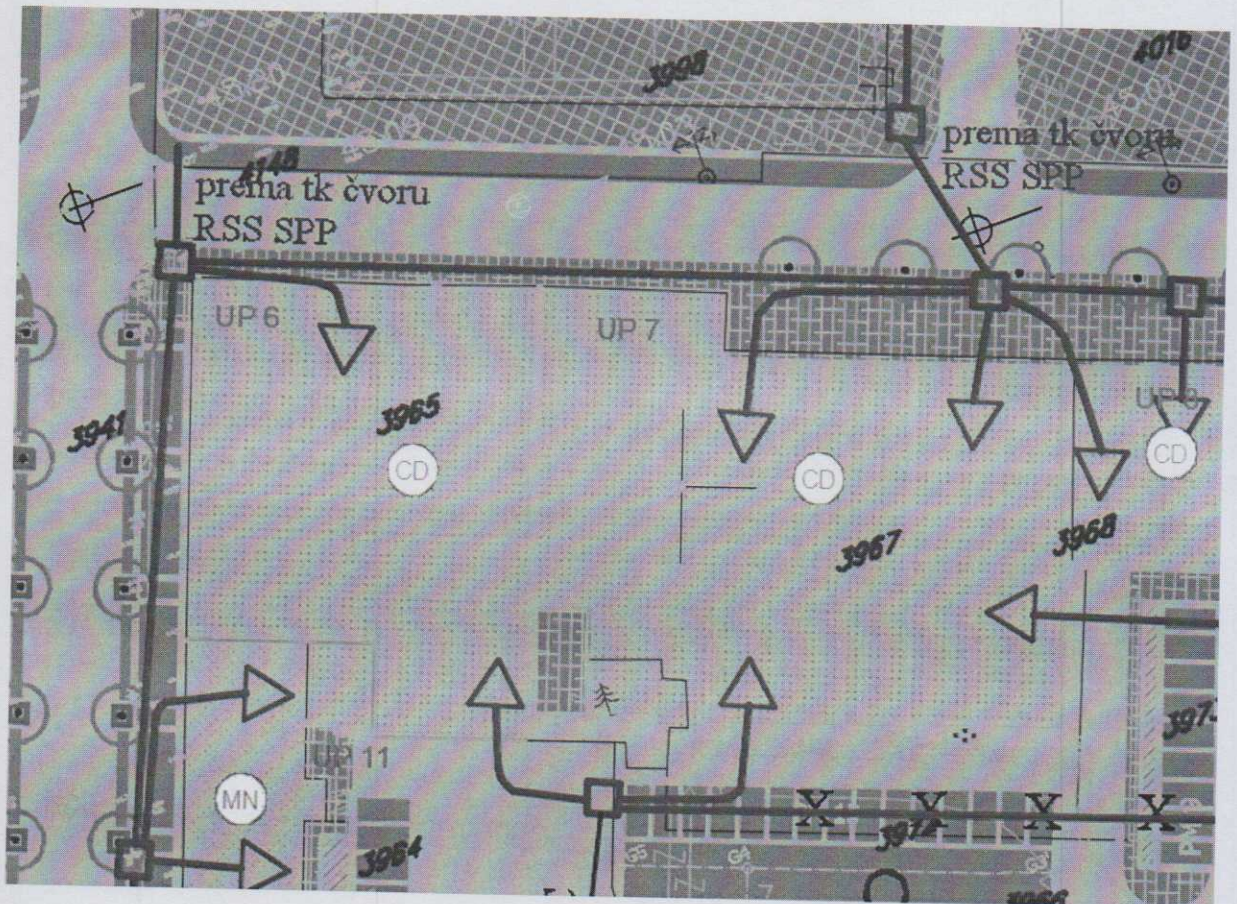 3998
4016
prema tk čvoru
RSS SPP
4148
prema tk čvoru
RSS SPP
UP 6
UP 7
3941
3965
CD
CD
CD
3967
3968
UP 11
MN
3964
3974